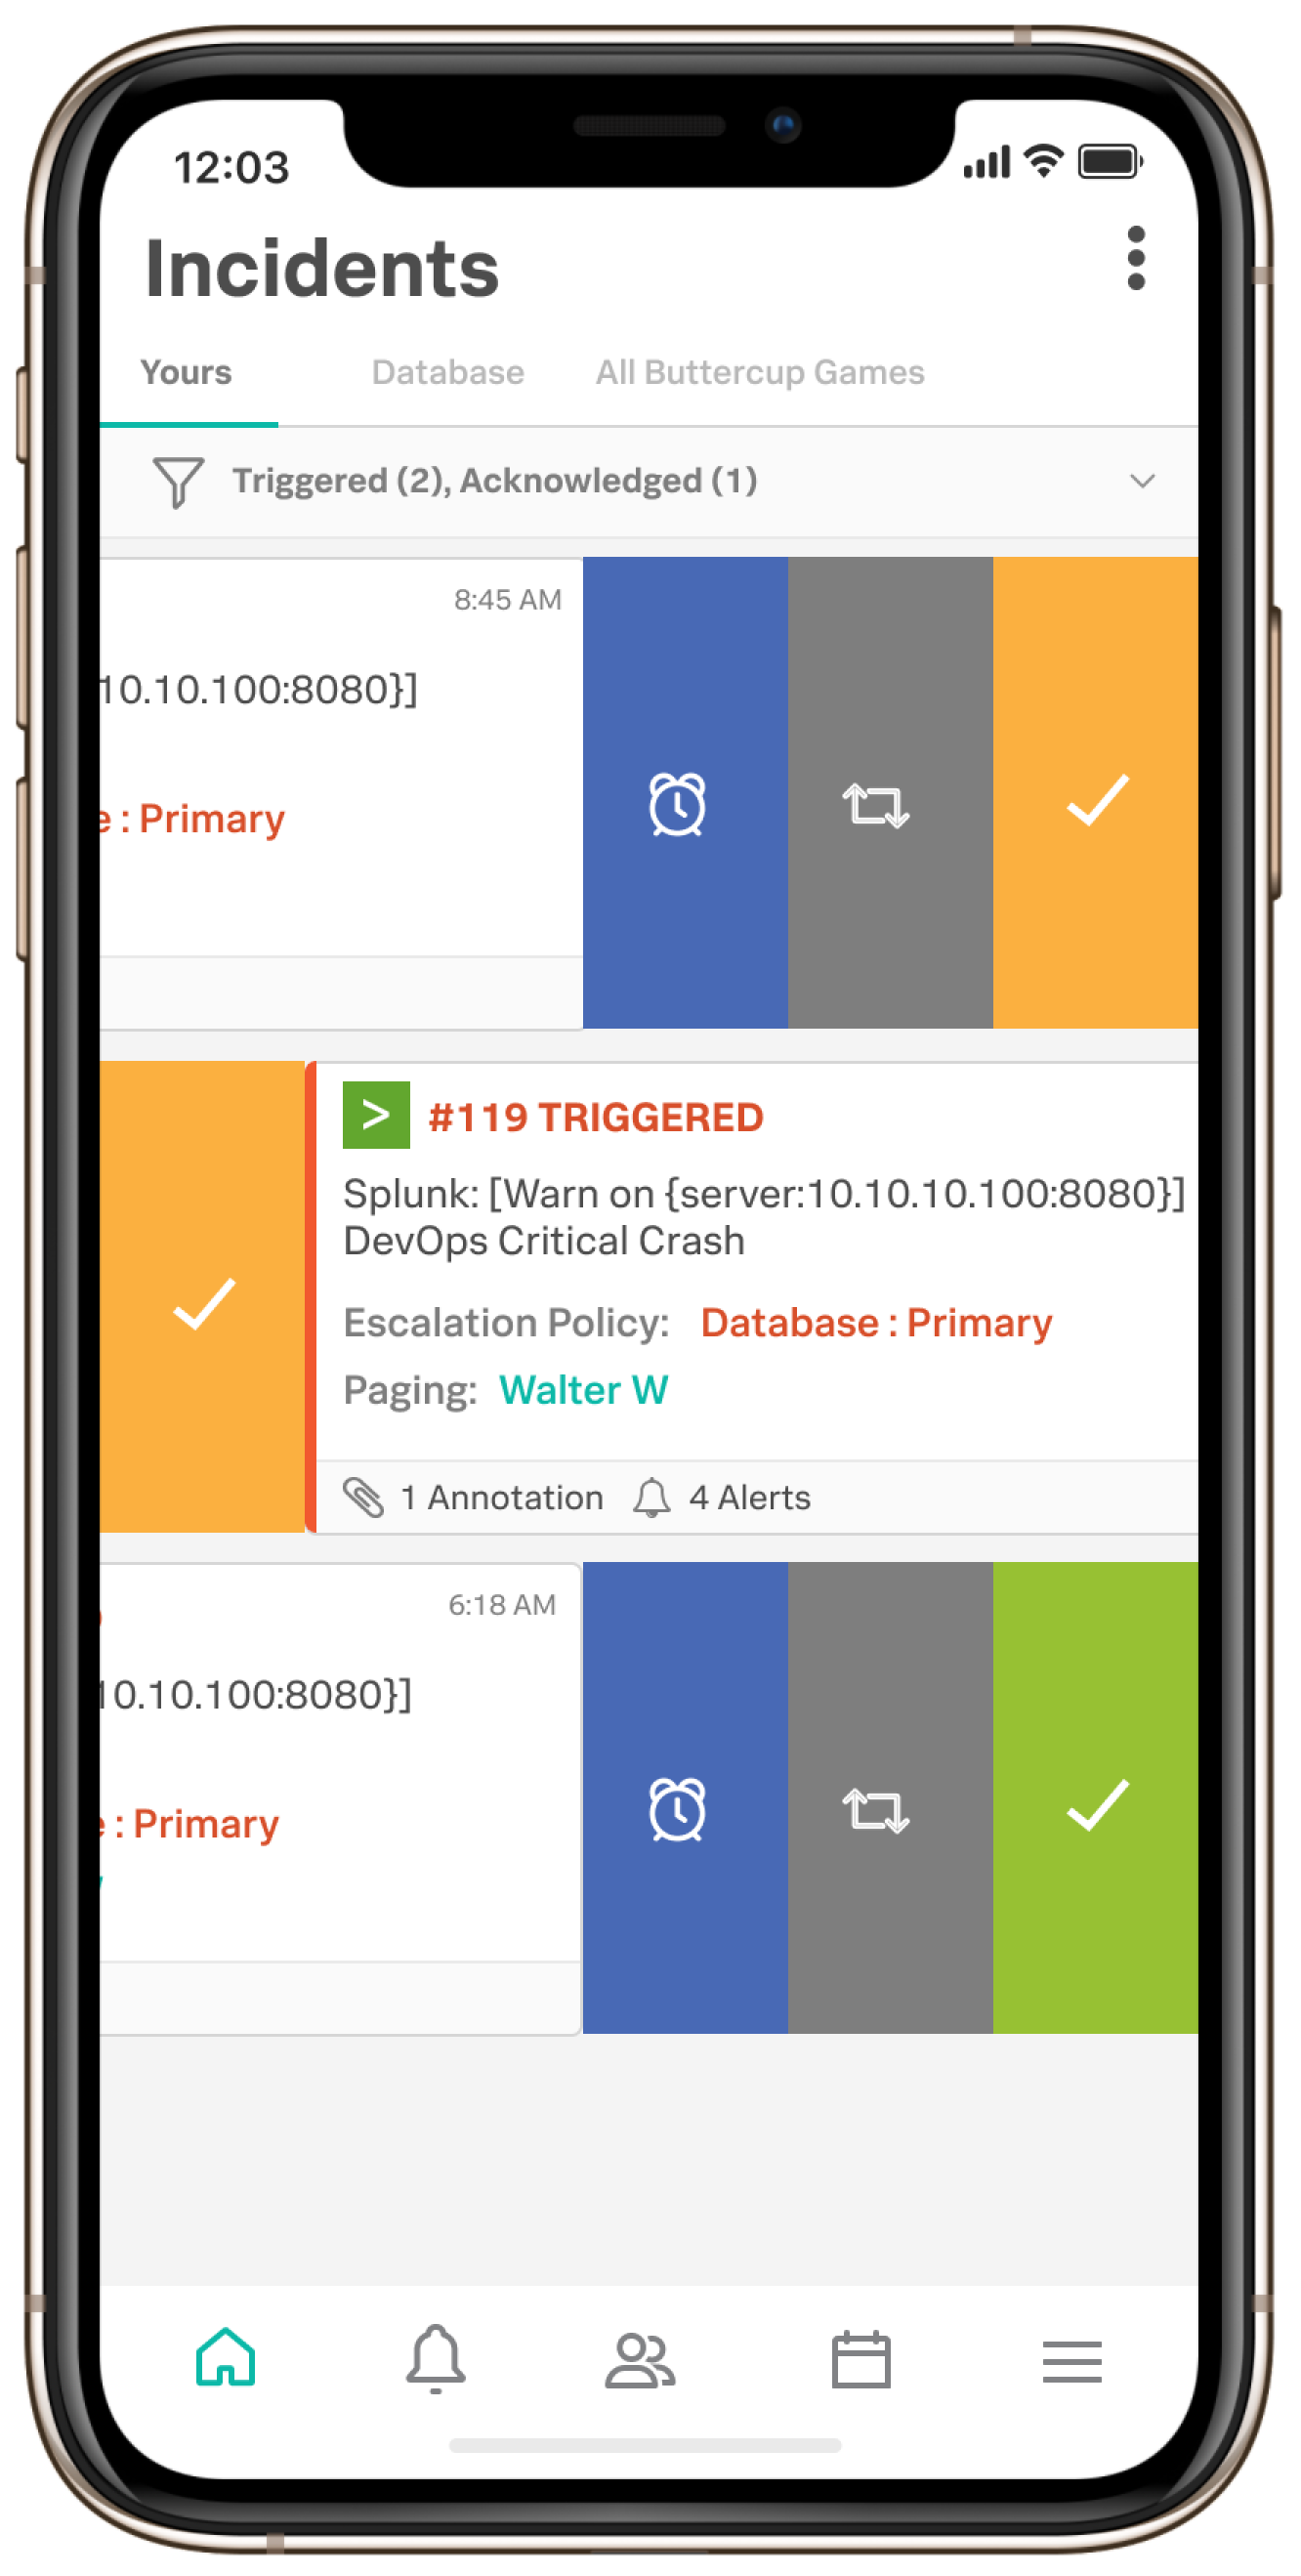 12:03
Incidents
Yours Database All Buttercup Games
Triggered (2), Acknowledged (1)
8:45 AM
10.10.100:8080}]
: Primary
#119 TRIGGERED
Splunk: [Warn on {server:10.10.10.100:8080}]
DevOps Critical Crash
Escalation Policy: Database : Primary
Paging: Walter W
1 Annotation 4 Alerts
6:18 AM
10.10.100:8080}]
: Primary